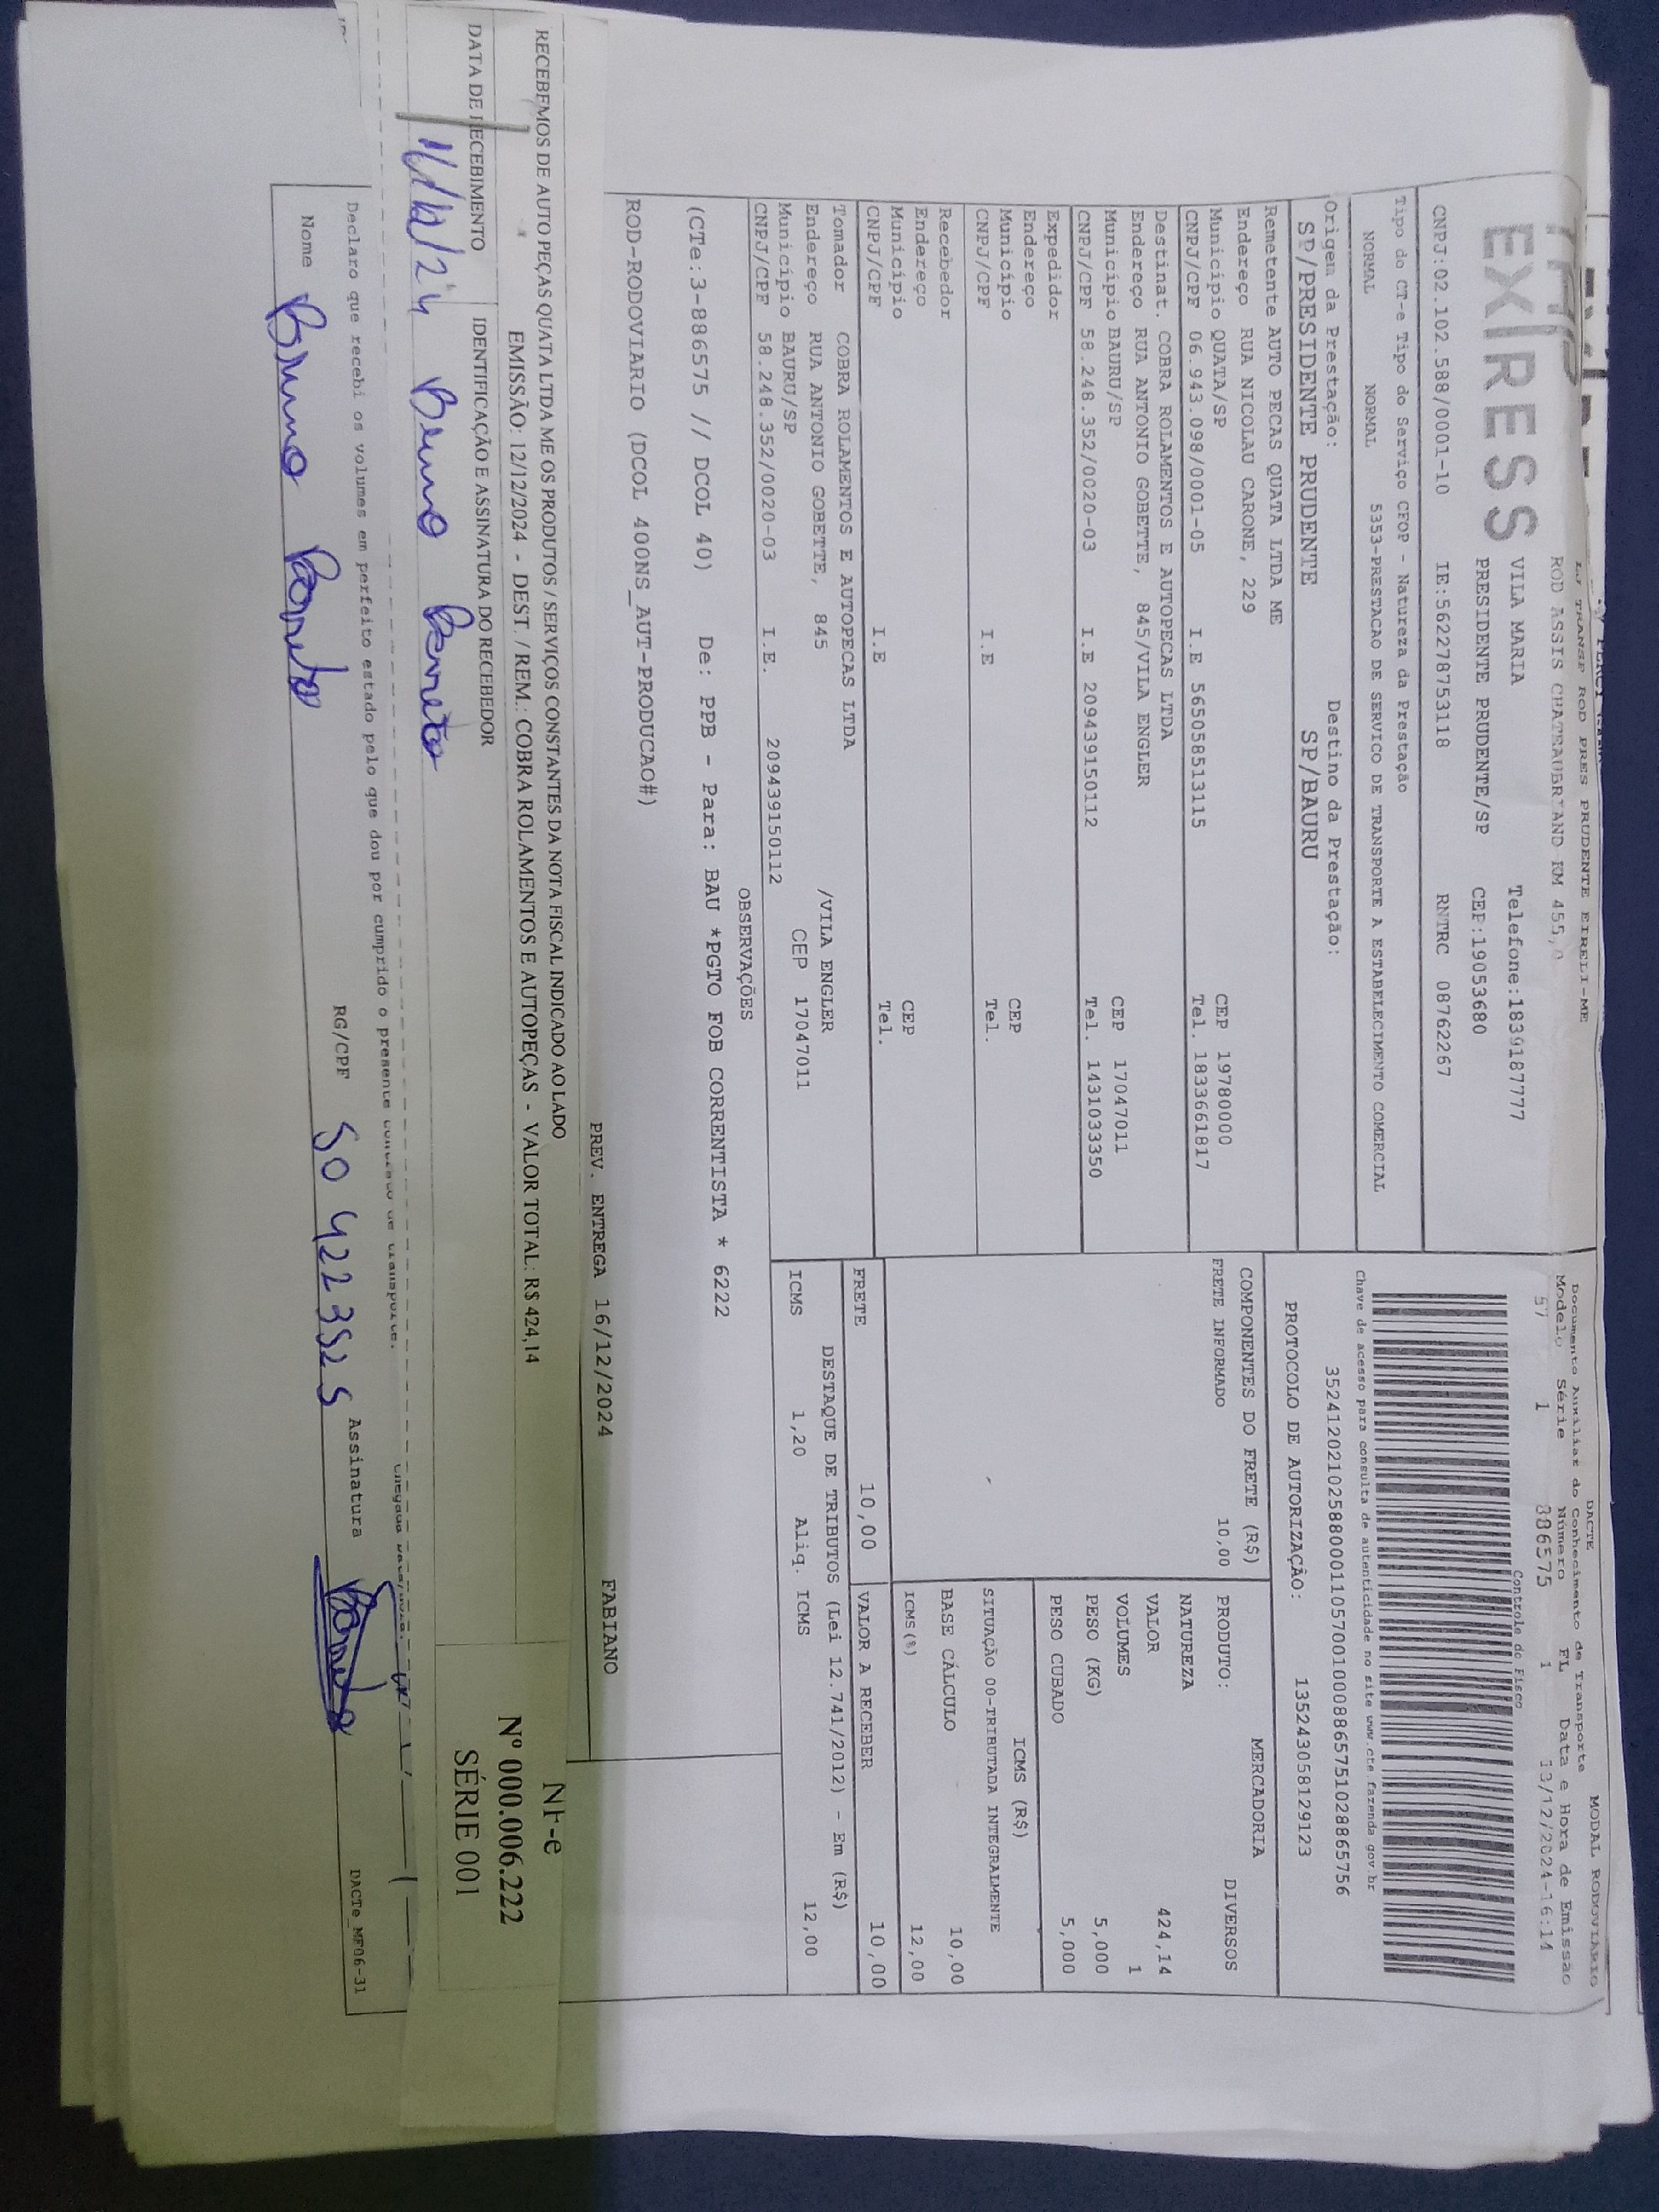 EXPRESS
TRANSP ROD PRES PRUDENTE EIRELI-ME
ROD ASSIS CHATEAUBRIAND KM 455,0
VILA MARIA Telefone:1839187777
PRESIDENTE PRUDENTE/SP CEP:19053680
CNPJ:02.102.588/0001-10 IE:562278753118 RNTRC 08762267
DACTE MODAL RODOVIÁRIO
Documento Auxiliar do Conhecimento de Transporte
Modelo Série Número FL Data e Hora de Emissão
57 1 886575 1 13/12/2024-16:14
Controle do Fisco
Chave de acesso para consulta de autenticidade no site www.cte.fazenda.gov.br
35241202102588000110570010008865751028865756
PROTOCOLO DE AUTORIZAÇÃO: 135243058129123
Tipo do CT-e Tipo do Serviço CFOP - Natureza da Prestação
NORMAL NORMAL 5353-PRESTACAO DE SERVICO DE TRANSPORTE A ESTABELECIMENTO COMERCIAL
Origem da Prestação: Destino da Prestação:
SP/PRESIDENTE PRUDENTE SP/BAURU
Remetente AUTO PECAS QUATA LTDA ME
Endereço RUA NICOLAU CARONE, 229
Município QUATA/SP CEP 19780000
CNPJ/CPF 06.943.098/0001-05 I.E 565058513115 Tel. 1833661817
Destinat. COBRA ROLAMENTOS E AUTOPECAS LTDA
Endereço RUA ANTONIO GOBETTE, 845/VILA ENGLER
Município BAURU/SP CEP 17047011
CNPJ/CPF 58.248.352/0020-03 I.E 209439150112 Tel. 1431033350
Expedidor
Endereço
Município CEP
CNPJ/CPF I.E Tel.
Recebedor
Endereço
Município CEP
CNPJ/CPF I.E Tel.
Tomador COBRA ROLAMENTOS E AUTOPECAS LTDA
Endereço RUA ANTONIO GOBETTE, 845 /VILA ENGLER
Município BAURU/SP CEP 17047011
CNPJ/CPF 58.248.352/0020-03 I.E. 209439150112
COMPONENTES DO FRETE (R$)
FRETE INFORMADO 10,00
MERCADORIA
PRODUTO: DIVERSOS
NATUREZA
VALOR 424,14
VOLUMES 1
PESO (KG) 5,000
PESO CUBADO 5,000
ICMS (R$)
SITUAÇÃO 00-TRIBUTADA INTEGRALMENTE
BASE CÁLCULO 10,00
ICMS(%) 12,00
FRETE 10,00 VALOR A RECEBER 10,00
DESTAQUE DE TRIBUTOS (Lei 12.741/2012) - Em (R$)
ICMS 1,20 Aliq. ICMS 12,00
OBSERVAÇÕES
(CTe:3-886575 // DCOL 40) De: PPB - Para: BAU *PGTO FOB CORRENTISTA * 6222
ROD-RODOVIARIO (DCOL 400NS_AUT-PRODUCAO#)
PREV. ENTREGA 16/12/2024 FABIANO
RECEBEMOS DE AUTO PEÇAS QUATA LTDA ME OS PRODUTOS / SERVIÇOS CONSTANTES DA NOTA FISCAL INDICADO AO LADO
EMISSÃO: 12/12/2024 - DEST. / REM.: COBRA ROLAMENTOS E AUTOPEÇAS - VALOR TOTAL: R$ 424,14
DATA DE RECEBIMENTO IDENTIFICAÇÃO E ASSINATURA DO RECEBEDOR
Bruno Barreto
NF-e
Nº 000.006.222
SÉRIE 001
Declaro que recebi os volumes em perfeito estado pelo que dou por cumprido o presente contrato de transporte.
Nome Bruno Barreto RG/CPF 504223525 Assinatura
DACTe_MF06-31